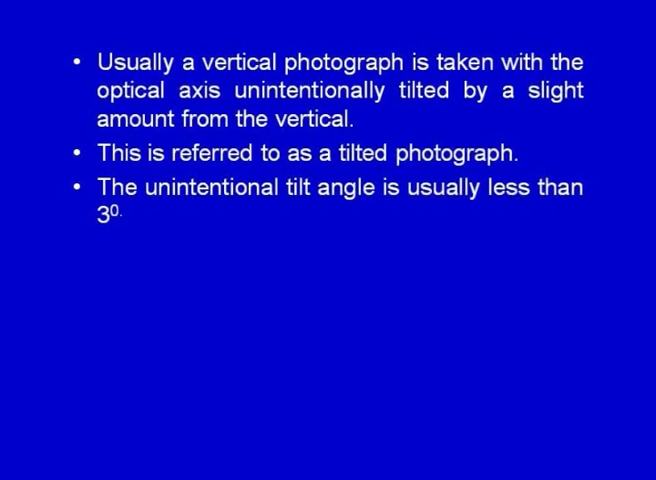 • Usually a vertical photograph is taken with the
optical axis unintentionally tilted by a slight
amount from the vertical.
• This is referred to as a tilted photograph.
• The unintentional tilt angle is usually less than
3⁰·